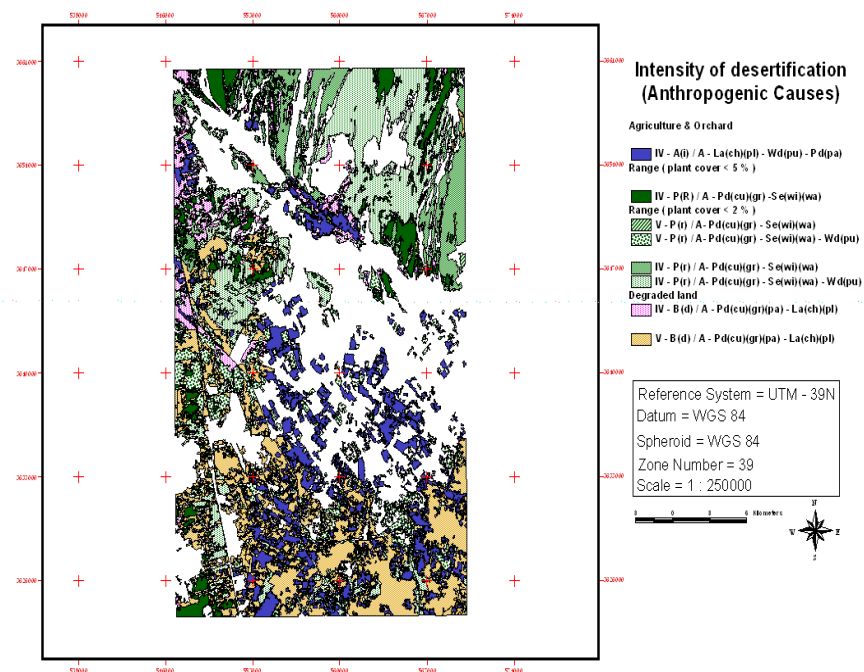 560000
560000
Intensity of desertification
(Anthropogenic Causes)
Agriculture & Orchard
IV - A(i) / A - La(ch)(pl) - Wd(pu) - Pd(pa)
Range ( plant cover < 5 % )
IV - P(R) / A - Pd(cu)(gr) -Se(wi)(wa)
Range ( plant cover < 2 % )
V - P(r) / A- Pd(cu)(gr) - Se(wi)(wa)
V - P(r) / A- Pd(cu)(gr) - Se(wi)(wa) - Wd(pu)
IV - P(r) / A- Pd(cu)(gr) - Se(wi)(wa)
IV - P(r) / A- Pd(cu)(gr) - Se(wi)(wa) - Wd(pu)
Degraded land
IV - B(d) / A - Pd(cu)(gr)(pa) - La(ch)(pl)
V - B(d) / A - Pd(cu)(gr)(pa) - La(ch)(pl)
Reference System = UTM - 39N
Datum = WGS 84
Spheroid = WGS 84
Zone Number = 39
Scale = 1 : 250000
Kilometers
N
W E
S